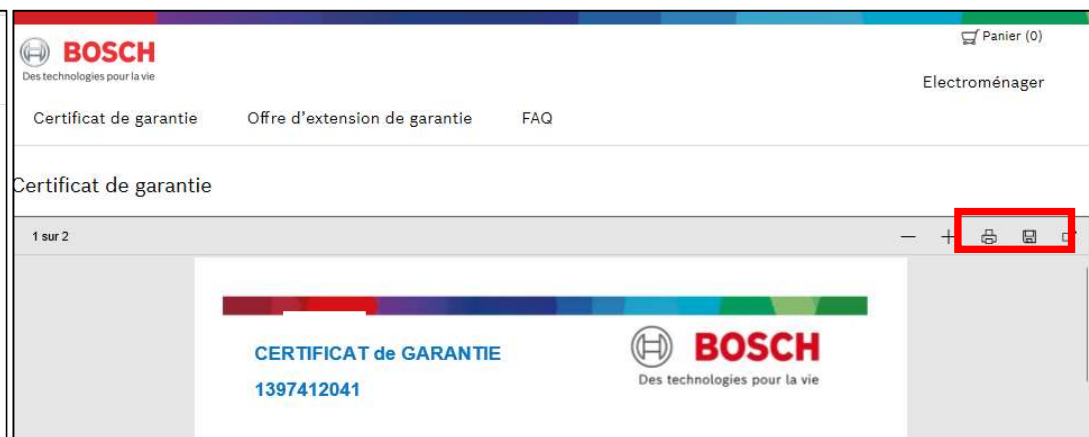 Panier (0)
BOSCH
Des technologies pour la vie
Electroménager
Certificat de garantie Offre d'extension de garantie FAQ
Certificat de garantie
1 sur 2
CERTIFICAT de GARANTIE
1397412041
BOSCH
Des technologies pour la vie